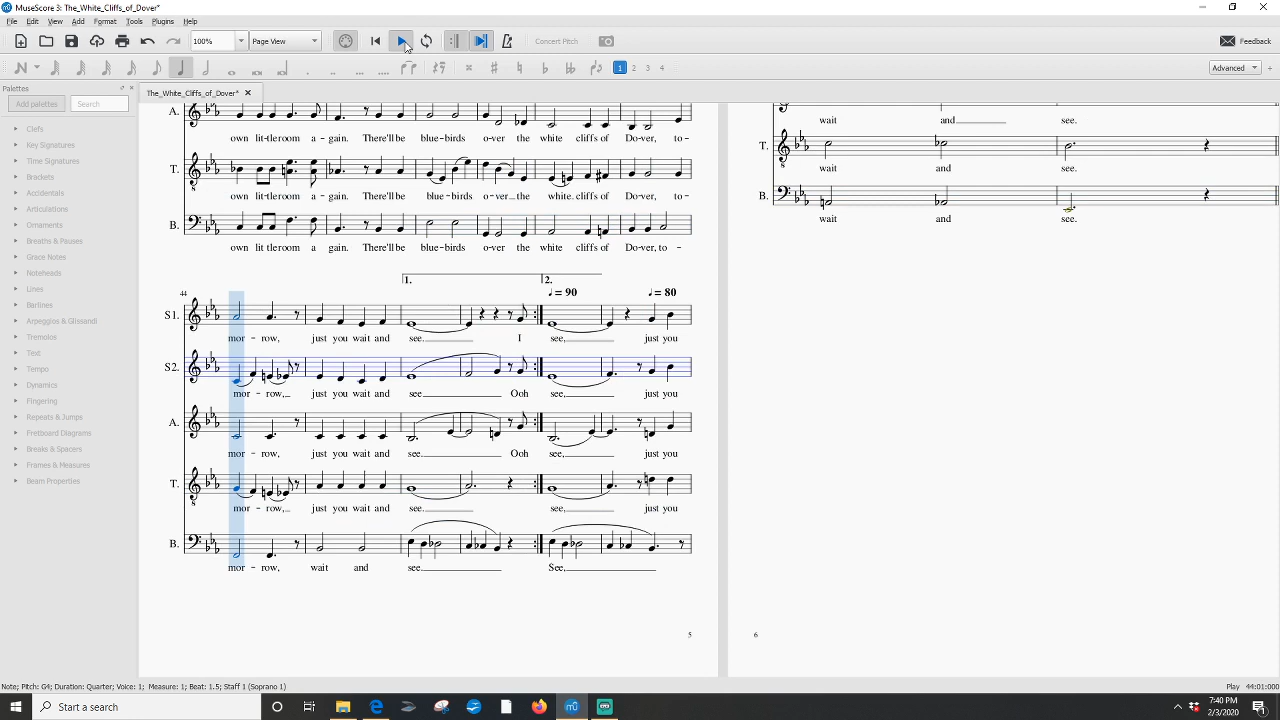 MuseScore 3: The_White_Cliffs_of_Dover*
File Edit View Add Format Tools Plugins Help
100% Page View Concert Pitch Feedback
1 2 3 4 Advanced +
Palettes
The_White_Cliffs_of_Dover*
Add palettes Search
Clefs
Key Signatures
Time Signatures
Brackets
Accidentals
Articulations
Ornaments
Breaths & Pauses
Grace Notes
Noteheads
Lines
Barlines
Arpeggios & Glissandi
Tremolos
Text
Tempo
Dynamics
Fingering
Repeats & Jumps
Fretboard Diagrams
Breaks & Spacers
Frames & Measures
Beam Properties
A.
own lit-tleroom a-gain. There'll be blue-birds o-ver the white cliffs of Do-ver, to-
T.
own lit-tleroom a-gain. There'll be blue-birds o-ver the white cliffs of Do-ver, to-
B.
own lit tleroom a gain. There'll be blue-birds o-ver the white cliffs of Do-ver, to -
44
1. 2.
♩ = 90 ♩ = 80
S1.
mor - row, just you wait and see. I see, just you
S2.
mor - row, just you wait and see Ooh see, just you
A.
mor - row, just you wait and see. Ooh see, just you
T.
mor - row, just you wait and see. see, just you
B.
mor - row, wait and see. See,
5
wait and see.
T.
wait and see.
B
wait and see.
6
Note; Pitch: G4; Duration: Quarter; Voice: 1; Measure: 1; Beat: 1.5; Staff 1 (Soprano 1) Play 44:01:000
Start a search
7:40 PM
2/3/2020